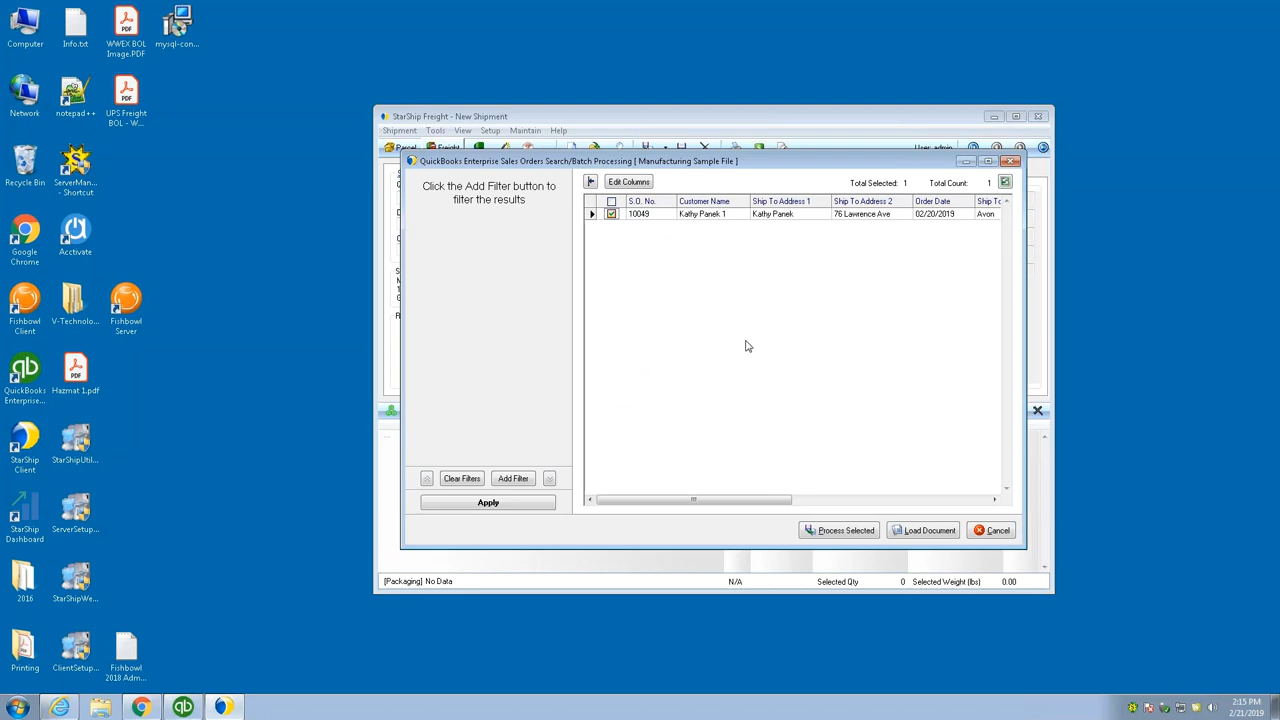 Computer
Info.txt
WWEX BOL
Image.PDF
mysql-con...
Network
notepad++
UPS Freight
BOL - W...
Recycle Bin
ServerMan...
- Shortcut
Google
Chrome
Acctivate
Fishbowl
Client
V-Technolo...
Fishbowl
Server
QuickBooks
Enterprise...
Hazmat 1.pdf
StarShip
Client
StarShipUtil...
StarShip
Dashboard
ServerSetup...
2016
StarShipWe...
Printing
ClientSetup...
Fishbowl
2018 Adm...
StarShip Freight - New Shipment
Shipment Tools View Setup Maintain Help
Parcel Freight User: admin
QuickBooks Enterprise Sales Orders Search/Batch Processing [ Manufacturing Sample File ]
Click the Add Filter button to
filter the results
Edit Columns Total Selected: 1 Total Count: 1
S.O. No. Customer Name Ship To Address 1 Ship To Address 2 Order Date Ship To
10049 Kathy Panek 1 Kathy Panek 76 Lawrence Ave 02/20/2019 Avon
Clear Filters Add Filter
Apply
Process Selected Load Document Cancel
[Packaging] No Data N/A Selected Qty 0 Selected Weight (lbs) 0.00
2:15 PM
2/21/2019